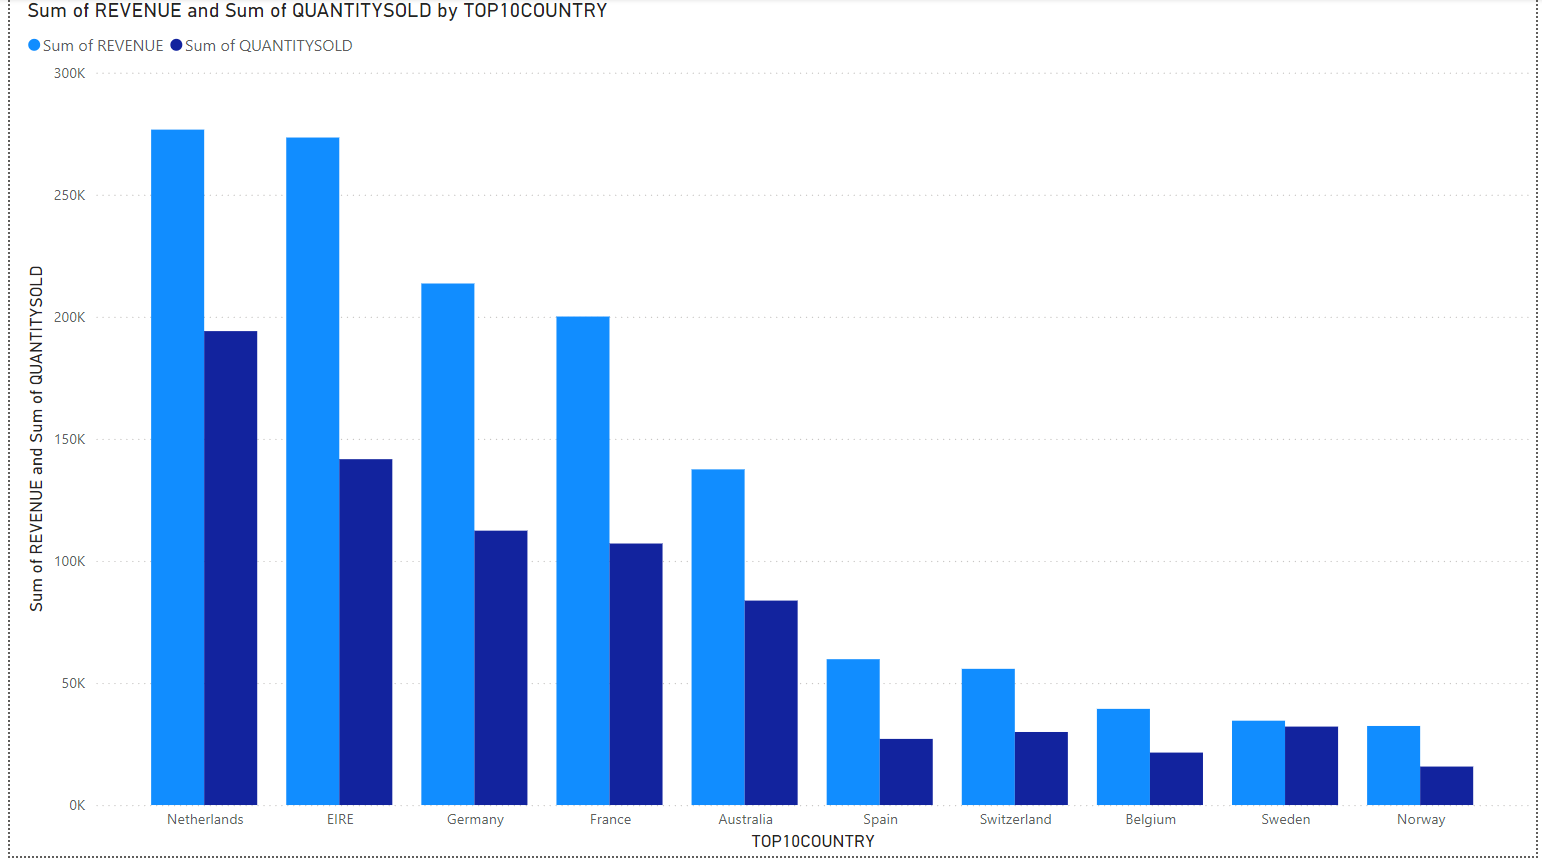 Sum of REVENUE and Sum of QUANTITYSOLD by TOP10COUNTRY
Sum of REVENUE Sum of QUANTITYSOLD
300K
250K
200K
150K
100K
50K
0K
Sum of REVENUE and Sum of QUANTITYSOLD
Netherlands EIRE Germany France Australia Spain Switzerland Belgium Sweden Norway
TOP10COUNTRY